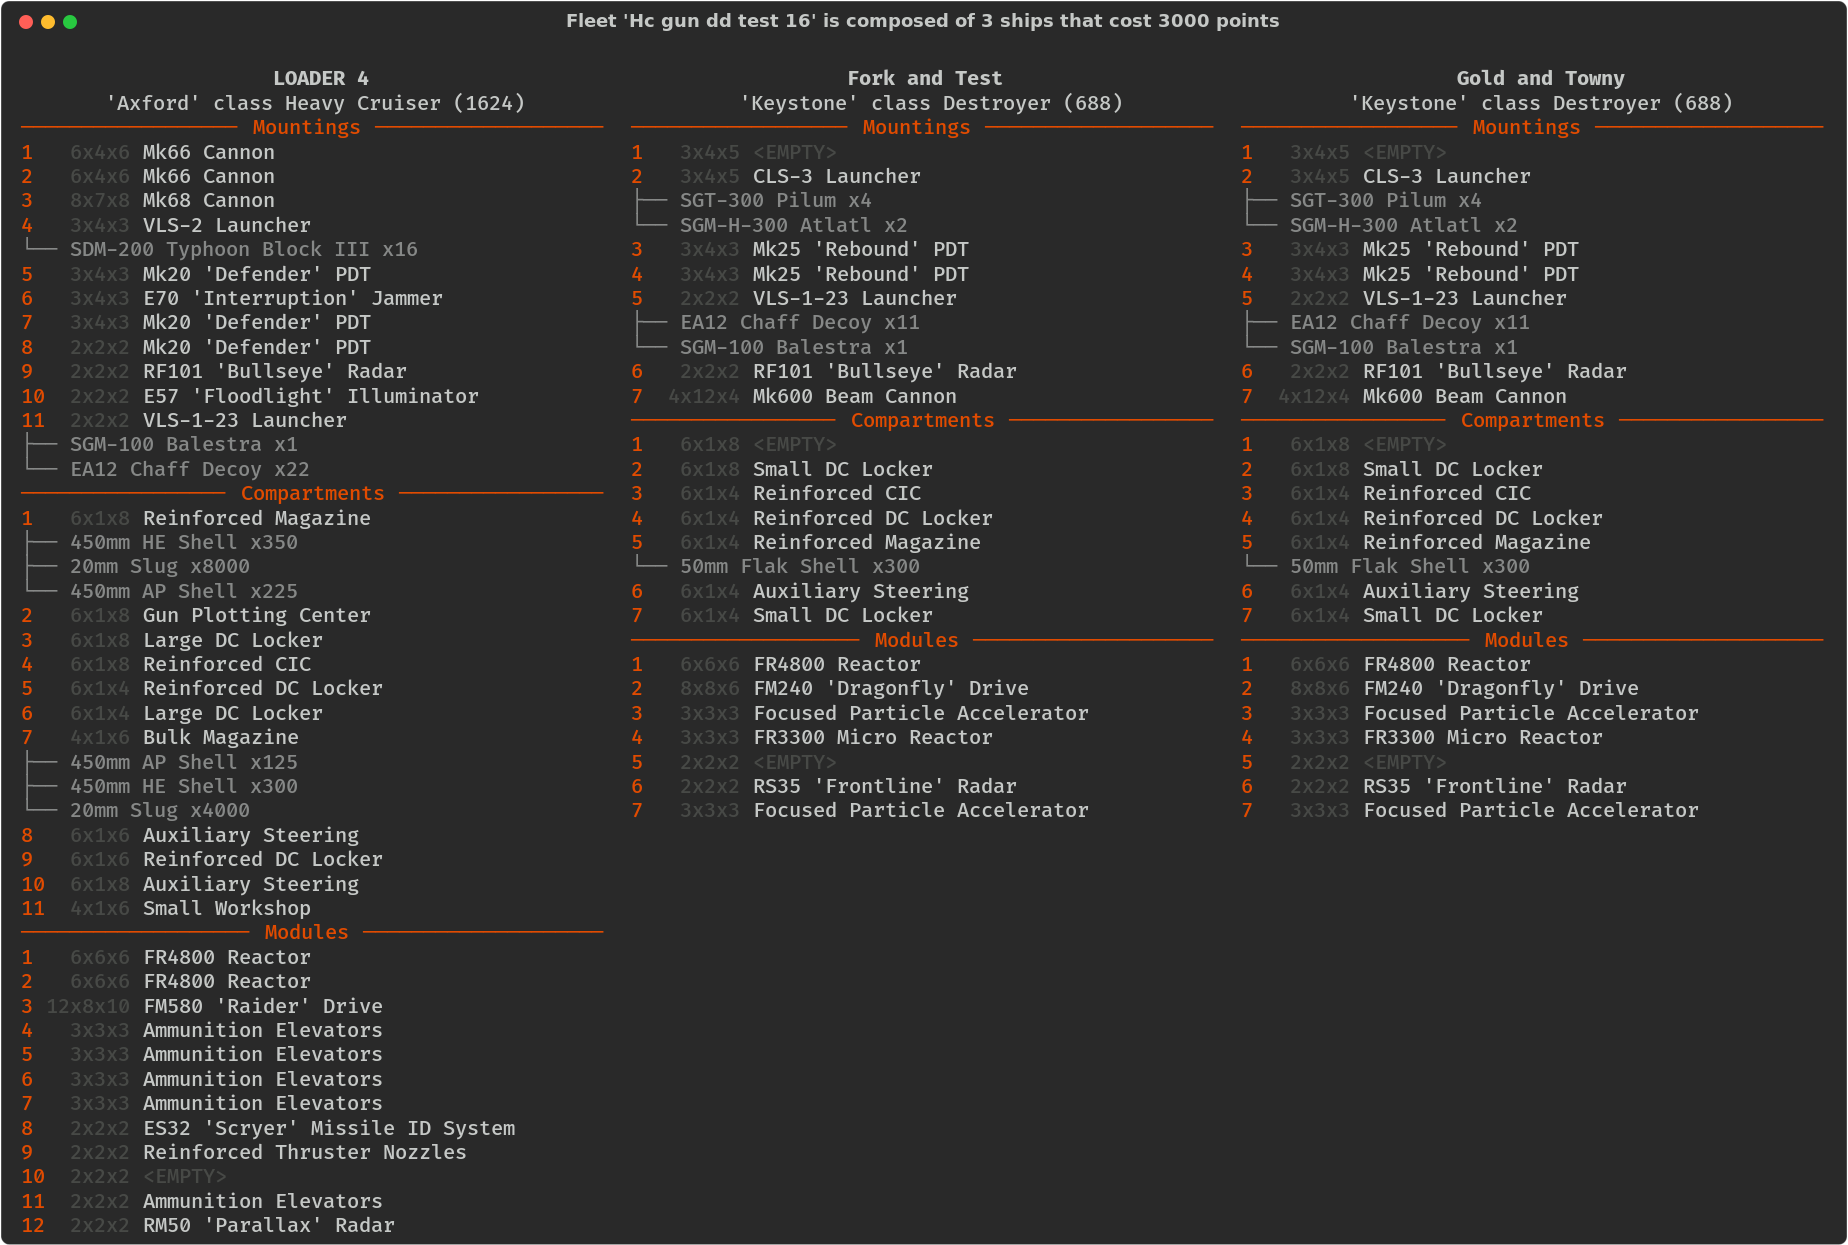 Fleet 'Hc gun dd test 16' is composed of 3 ships that cost 3000 points
LOADER 4
'Axford' class Heavy Cruiser (1624)
Mountings
1 6x4x6 Mk66 Cannon
2 6x4x6 Mk66 Cannon
3 8x7x8 Mk68 Cannon
4 3x4x3 VLS-2 Launcher
SDM-200 Typhoon Block III x16
5 3x4x3 Mk20 'Defender' PDT
6 3x4x3 E70 'Interruption' Jammer
7 3x4x3 Mk20 'Defender' PDT
8 2x2x2 Mk20 'Defender' PDT
9 2x2x2 RF101 'Bullseye' Radar
10 2x2x2 E57 'Floodlight' Illuminator
11 2x2x2 VLS-1-23 Launcher
SGM-100 Balestra x1
EA12 Chaff Decoy x22
Compartments
1 6x1x8 Reinforced Magazine
450mm HE Shell x350
20mm Slug x8000
450mm AP Shell x225
2 6x1x8 Gun Plotting Center
3 6x1x8 Large DC Locker
4 6x1x8 Reinforced CIC
5 6x1x4 Reinforced DC Locker
6 6x1x4 Large DC Locker
7 4x1x6 Bulk Magazine
450mm AP Shell x125
450mm HE Shell x300
20mm Slug x4000
8 6x1x6 Auxiliary Steering
9 6x1x6 Reinforced DC Locker
10 6x1x8 Auxiliary Steering
11 4x1x6 Small Workshop
Modules
1 6x6x6 FR4800 Reactor
2 6x6x6 FR4800 Reactor
3 12x8x10 FM580 'Raider' Drive
4 3x3x3 Ammunition Elevators
5 3x3x3 Ammunition Elevators
6 3x3x3 Ammunition Elevators
7 3x3x3 Ammunition Elevators
8 2x2x2 ES32 'Scryer' Missile ID System
9 2x2x2 Reinforced Thruster Nozzles
10 2x2x2 <EMPTY>
11 2x2x2 Ammunition Elevators
12 2x2x2 RM50 'Parallax' Radar
Fork and Test
'Keystone' class Destroyer (688)
Mountings
1 3x4x5 <EMPTY>
2 3x4x5 CLS-3 Launcher
SGT-300 Pilum x4
SGM-H-300 Atlatl x2
3 3x4x3 Mk25 'Rebound' PDT
4 3x4x3 Mk25 'Rebound' PDT
5 2x2x2 VLS-1-23 Launcher
EA12 Chaff Decoy x11
SGM-100 Balestra x1
6 2x2x2 RF101 'Bullseye' Radar
7 4x12x4 Mk600 Beam Cannon
Compartments
1 6x1x8 <EMPTY>
2 6x1x8 Small DC Locker
3 6x1x4 Reinforced CIC
4 6x1x4 Reinforced DC Locker
5 6x1x4 Reinforced Magazine
50mm Flak Shell x300
6 6x1x4 Auxiliary Steering
7 6x1x4 Small DC Locker
Modules
1 6x6x6 FR4800 Reactor
2 8x8x6 FM240 'Dragonfly' Drive
3 3x3x3 Focused Particle Accelerator
4 3x3x3 FR3300 Micro Reactor
5 2x2x2 <EMPTY>
6 2x2x2 RS35 'Frontline' Radar
7 3x3x3 Focused Particle Accelerator
Gold and Towny
'Keystone' class Destroyer (688)
Mountings
1 3x4x5 <EMPTY>
2 3x4x5 CLS-3 Launcher
SGT-300 Pilum x4
SGM-H-300 Atlatl x2
3 3x4x3 Mk25 'Rebound' PDT
4 3x4x3 Mk25 'Rebound' PDT
5 2x2x2 VLS-1-23 Launcher
EA12 Chaff Decoy x11
SGM-100 Balestra x1
6 2x2x2 RF101 'Bullseye' Radar
7 4x12x4 Mk600 Beam Cannon
Compartments
1 6x1x8 <EMPTY>
2 6x1x8 Small DC Locker
3 6x1x4 Reinforced CIC
4 6x1x4 Reinforced DC Locker
5 6x1x4 Reinforced Magazine
50mm Flak Shell x300
6 6x1x4 Auxiliary Steering
7 6x1x4 Small DC Locker
Modules
1 6x6x6 FR4800 Reactor
2 8x8x6 FM240 'Dragonfly' Drive
3 3x3x3 Focused Particle Accelerator
4 3x3x3 FR3300 Micro Reactor
5 2x2x2 <EMPTY>
6 2x2x2 RS35 'Frontline' Radar
7 3x3x3 Focused Particle Accelerator